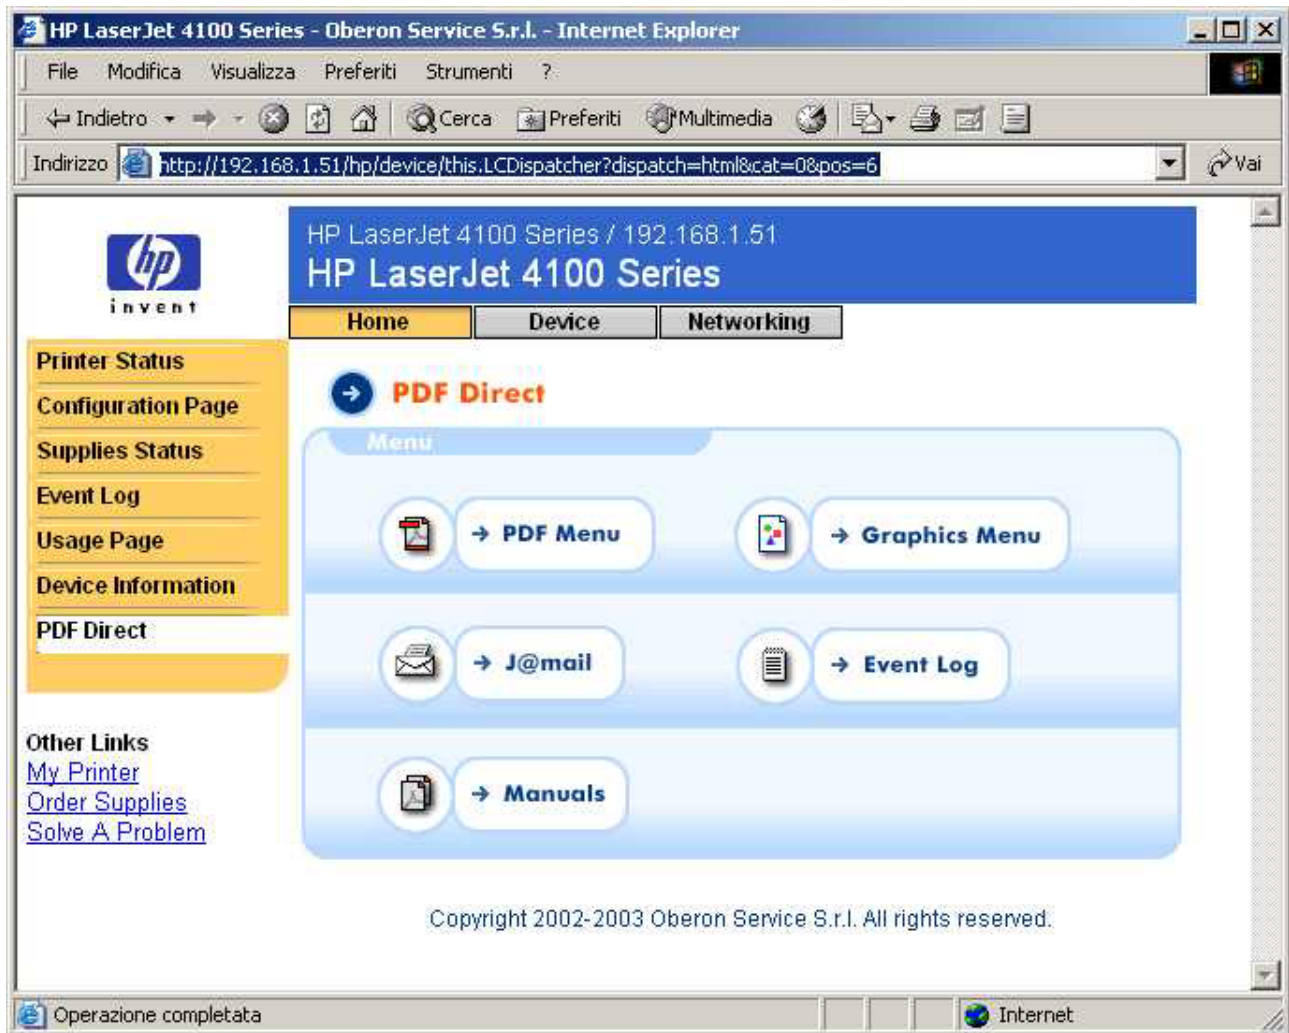 HP LaserJet 4100 Series - Oberon Service S.r.l. - Internet Explorer
File Modifica Visualizza Preferiti Strumenti ?
Indietro Cerca Preferiti Multimedia
Indirizzo http://192.168.1.51/hp/device/this.LCDispatcher?dispatch=html&cat=0&pos=6 Vai
hp
invent
HP LaserJet 4100 Series / 192.168.1.51
HP LaserJet 4100 Series
Home Device Networking
Printer Status
Configuration Page
Supplies Status
Event Log
Usage Page
Device Information
PDF Direct
Other Links
My Printer
Order Supplies
Solve A Problem
PDF Direct
Menu
PDF Menu Graphics Menu
J@mail Event Log
Manuals
Copyright 2002-2003 Oberon Service S.r.l. All rights reserved.
Operazione completata Internet